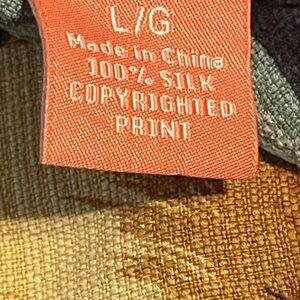 L/G
Made in China
100% SILK
COPYRIGHTED
PRINT